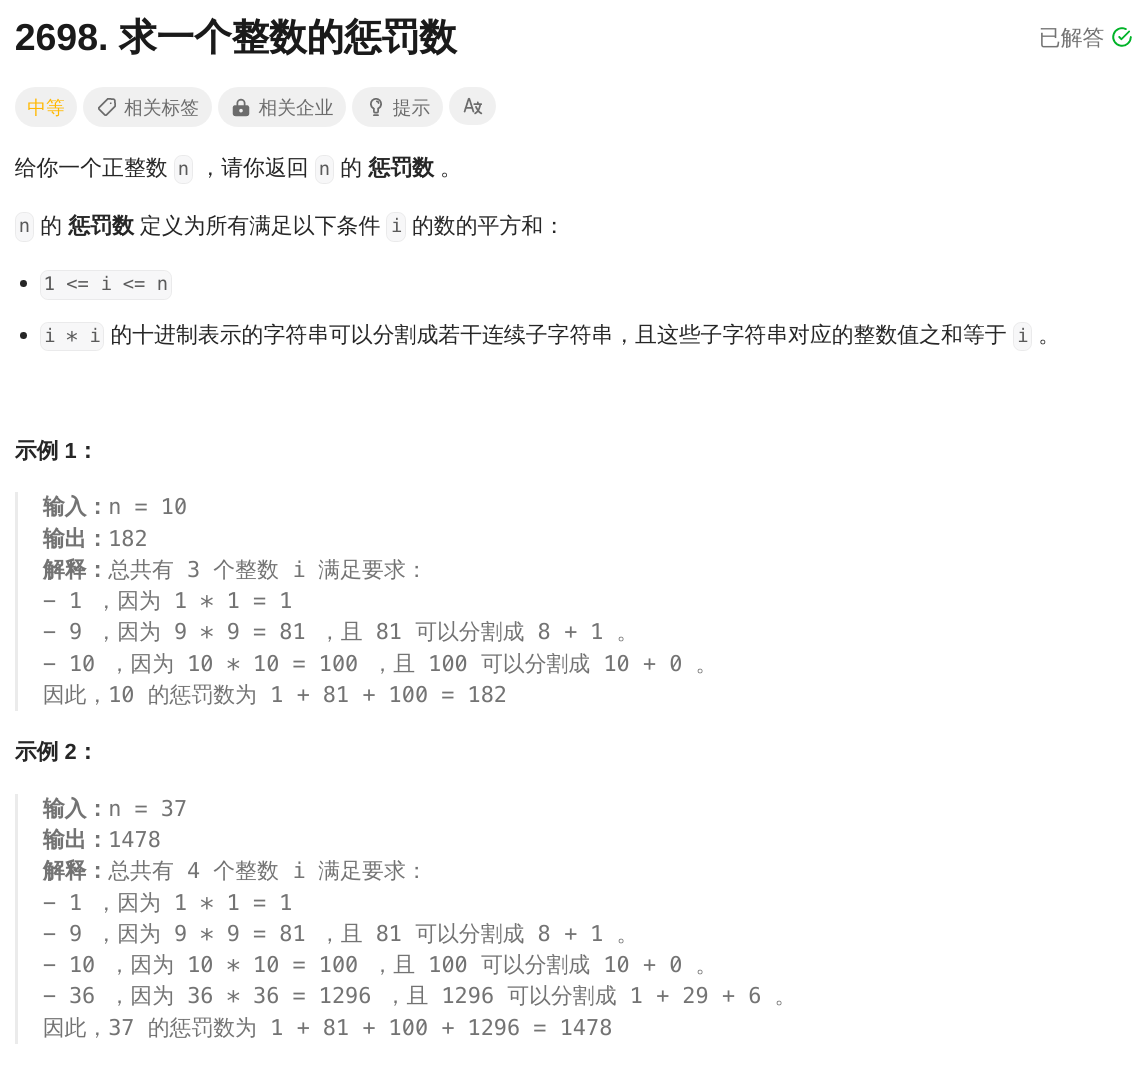 2698. 求一个整数的惩罚数
已解答
中等 相关标签 相关企业 提示
给你一个正整数 n ，请你返回 n 的 惩罚数 。
n 的 惩罚数 定义为所有满足以下条件 i 的数的平方和：
1 <= i <= n
i * i 的十进制表示的字符串可以分割成若干连续子字符串，且这些子字符串对应的整数值之和等于 i 。
示例 1：
输入：n = 10
输出：182
解释：总共有 3 个整数 i 满足要求：
- 1 ，因为 1 * 1 = 1
- 9 ，因为 9 * 9 = 81 ，且 81 可以分割成 8 + 1 。
- 10 ，因为 10 * 10 = 100 ，且 100 可以分割成 10 + 0 。
因此，10 的惩罚数为 1 + 81 + 100 = 182
示例 2：
输入：n = 37
输出：1478
解释：总共有 4 个整数 i 满足要求：
- 1 ，因为 1 * 1 = 1
- 9 ，因为 9 * 9 = 81 ，且 81 可以分割成 8 + 1 。
- 10 ，因为 10 * 10 = 100 ，且 100 可以分割成 10 + 0 。
- 36 ，因为 36 * 36 = 1296 ，且 1296 可以分割成 1 + 29 + 6 。
因此，37 的惩罚数为 1 + 81 + 100 + 1296 = 1478